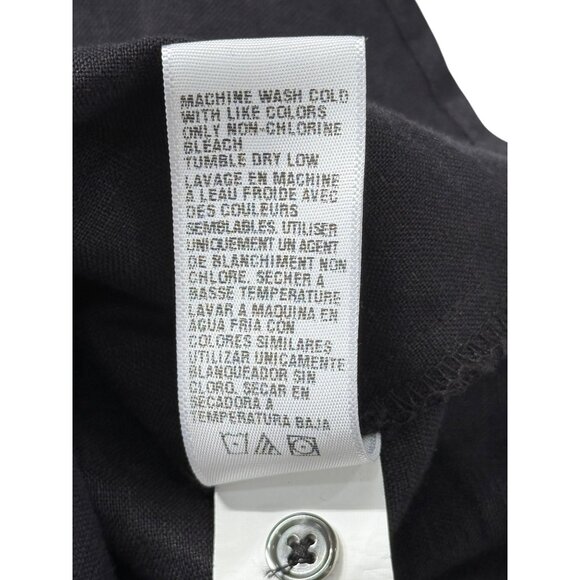 MACHINE WASH COLD
WITH LIKE COLORS
ONLY NON-CHLORINE
BLEACH
TUMBLE DRY LOW
LAVAGE EN MACHINE
A LEAU FROIDE AVEC
DES COULEURS
SEMBLABLES, UTILISER
UNIQUEMENT UN AGENT
DE BLANCHIMENT NON
CHLORE, SECHER A
BASSE TEMPERATURE
LAVAR A MAQUINA EN
AGUA FRIA CON
COLORES SIMILARES
UTILIZAR UNICAMENTE
BLANQUEADOR SIN
CLORO, SECAR EN
SECADORA A
TEMPERATURA BAJA